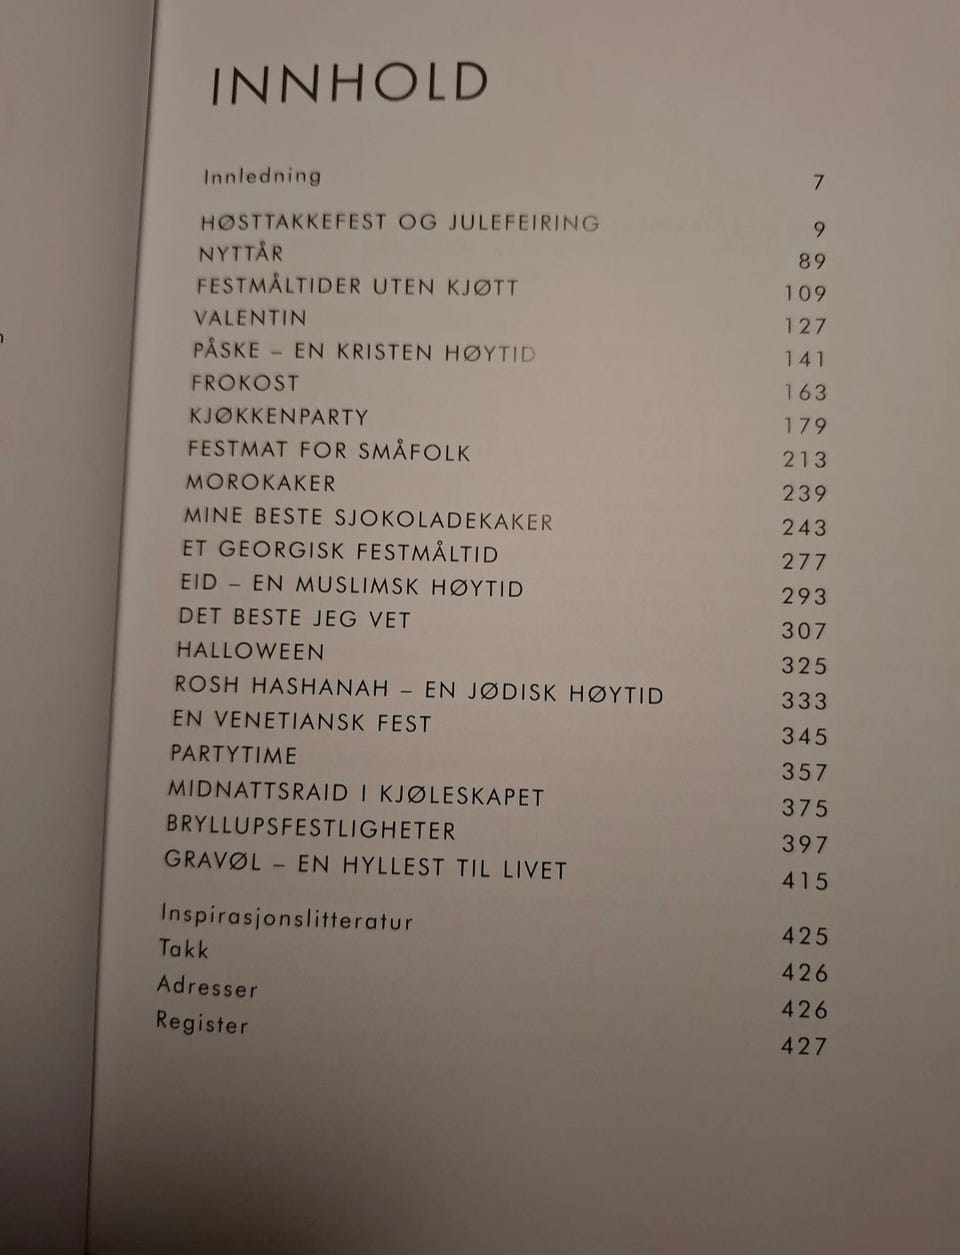 INNHOLD
Innledning 7
HØSTTAKKEFEST OG JULEFEIRING 9
NYTTÅR 89
FESTMÅLTIDER UTEN KJØTT 109
VALENTIN 127
PÅSKE – EN KRISTEN HØYTID 141
FROKOST 163
KJØKKENPARTY 179
FESTMAT FOR SMÅFOLK 213
MOROKAKER 239
MINE BESTE SJOKOLADEKAKER 243
ET GEORGISK FESTMÅLTID 277
EID – EN MUSLIMSK HØYTID 293
DET BESTE JEG VET 307
HALLOWEEN 325
ROSH HASHANAH – EN JØDISK HØYTID 333
EN VENETIANSK FEST 345
PARTYTIME 357
MIDNATTSRAID I KJØLESKAPET 375
BRYLLUPSFESTLIGHETER 397
GRAVØL – EN HYLLEST TIL LIVET 415
Inspirasjonslitteratur 425
Takk 426
Adresser 426
Register 427